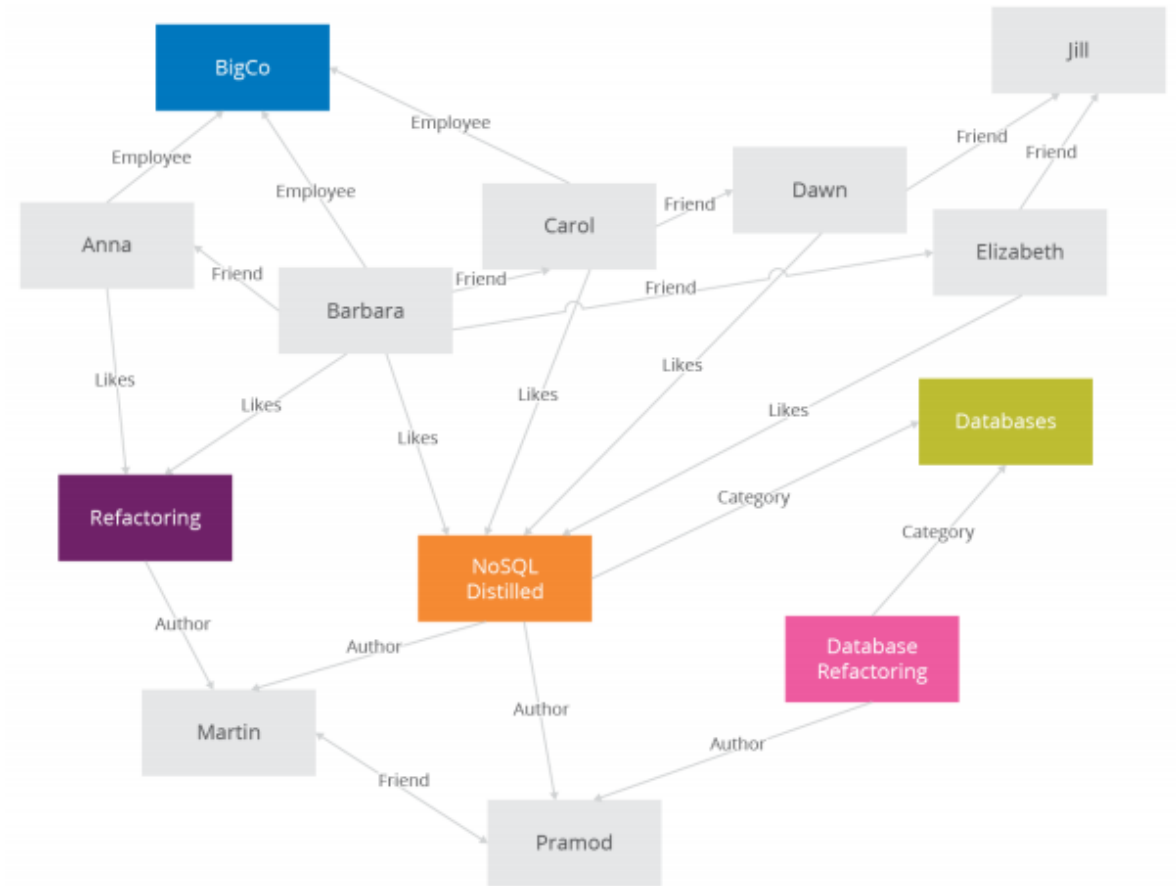 BigCo
Jill
Employee
Friend
Employee
Friend
Dawn
Employee
Friend
Carol
Anna
Elizabeth
Friend
Friend
Friend
Barbara
Likes
Likes
Likes
Likes
Likes
Likes
Databases
Category
Refactoring
Category
NoSQL
Distilled
Author
Author
Database
Refactoring
Author
Martin
Author
Friend
Pramod